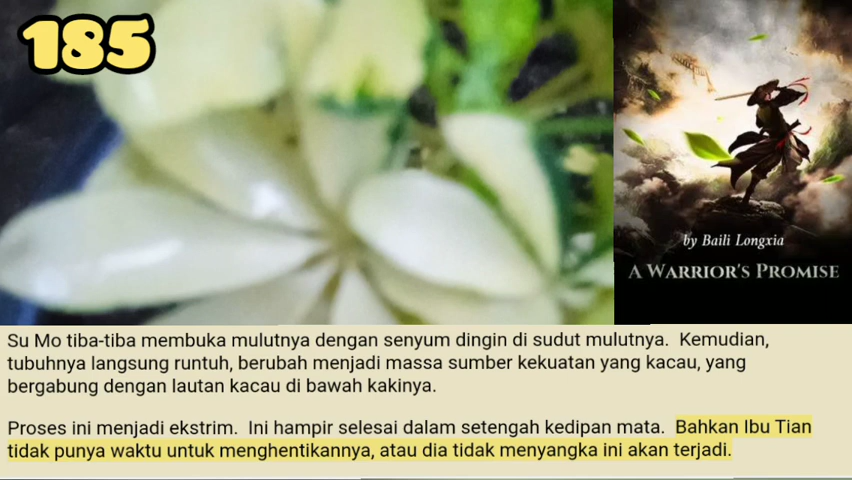 185
by Baili Longxia
A WARRIOR'S PROMISE
Su Mo tiba-tiba membuka mulutnya dengan senyum dingin di sudut mulutnya.  Kemudian,
tubuhnya langsung runtuh, berubah menjadi massa sumber kekuatan yang kacau, yang
bergabung dengan lautan kacau di bawah kakinya.
Proses ini menjadi ekstrim.  Ini hampir selesai dalam setengah kedipan mata.  Bahkan Ibu Tian
tidak punya waktu untuk menghentikannya, atau dia tidak menyangka ini akan terjadi.